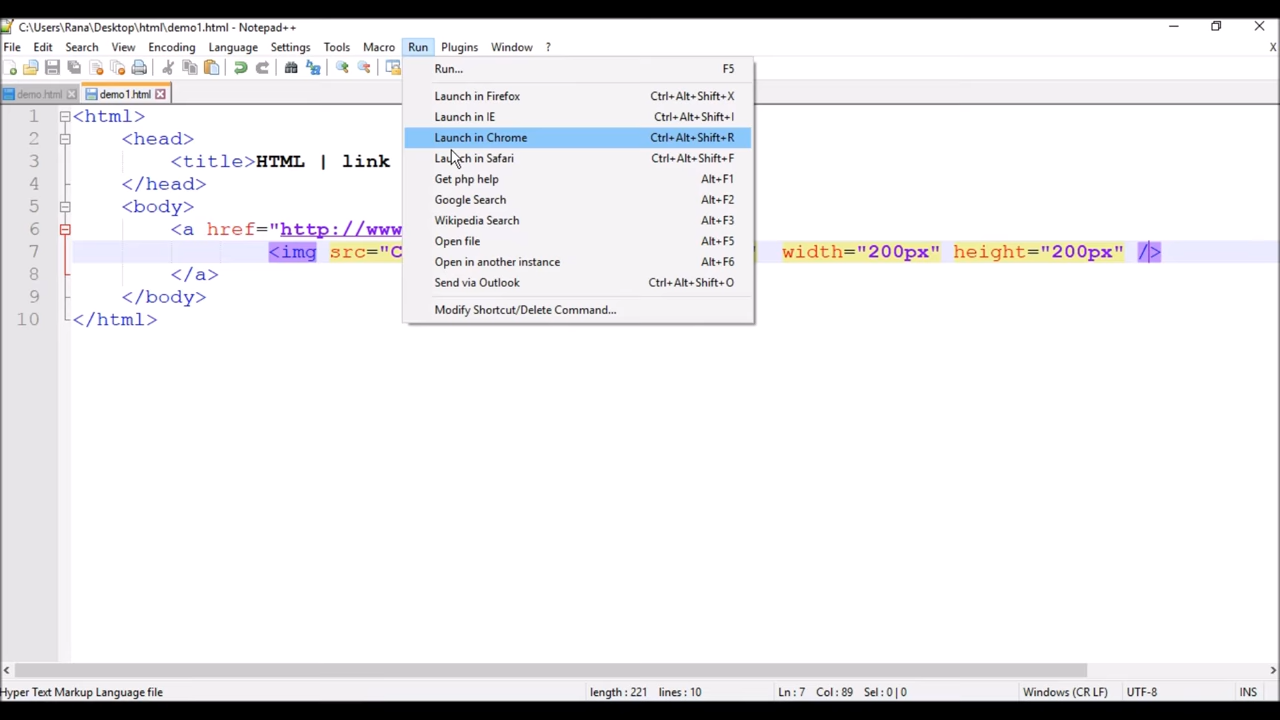 C:\Users\Rana\Desktop\html\demo1.html - Notepad++
File Edit Search View Encoding Language Settings Tools Macro Run Plugins Window ? X
demo.html demo1.html
Run... F5
Launch in Firefox Ctrl+Alt+Shift+X
Launch in IE Ctrl+Alt+Shift+I
Launch in Chrome Ctrl+Alt+Shift+R
Launch in Safari Ctrl+Alt+Shift+F
Get php help Alt+F1
Google Search Alt+F2
Wikipedia Search Alt+F3
Open file Alt+F5
Open in another instance Alt+F6
Send via Outlook Ctrl+Alt+Shift+O
Modify Shortcut/Delete Command...
1 <html>
2 <head>
3 <title>HTML | link
4 </head>
5 <body>
6 <a href="http://www
7 <img src="C " width="200px" height="200px" />
8 </a>
9 </body>
10 </html>
Hyper Text Markup Language file length : 221 lines : 10 Ln : 7 Col : 89 Sel : 0 | 0 Windows (CR LF) UTF-8 INS